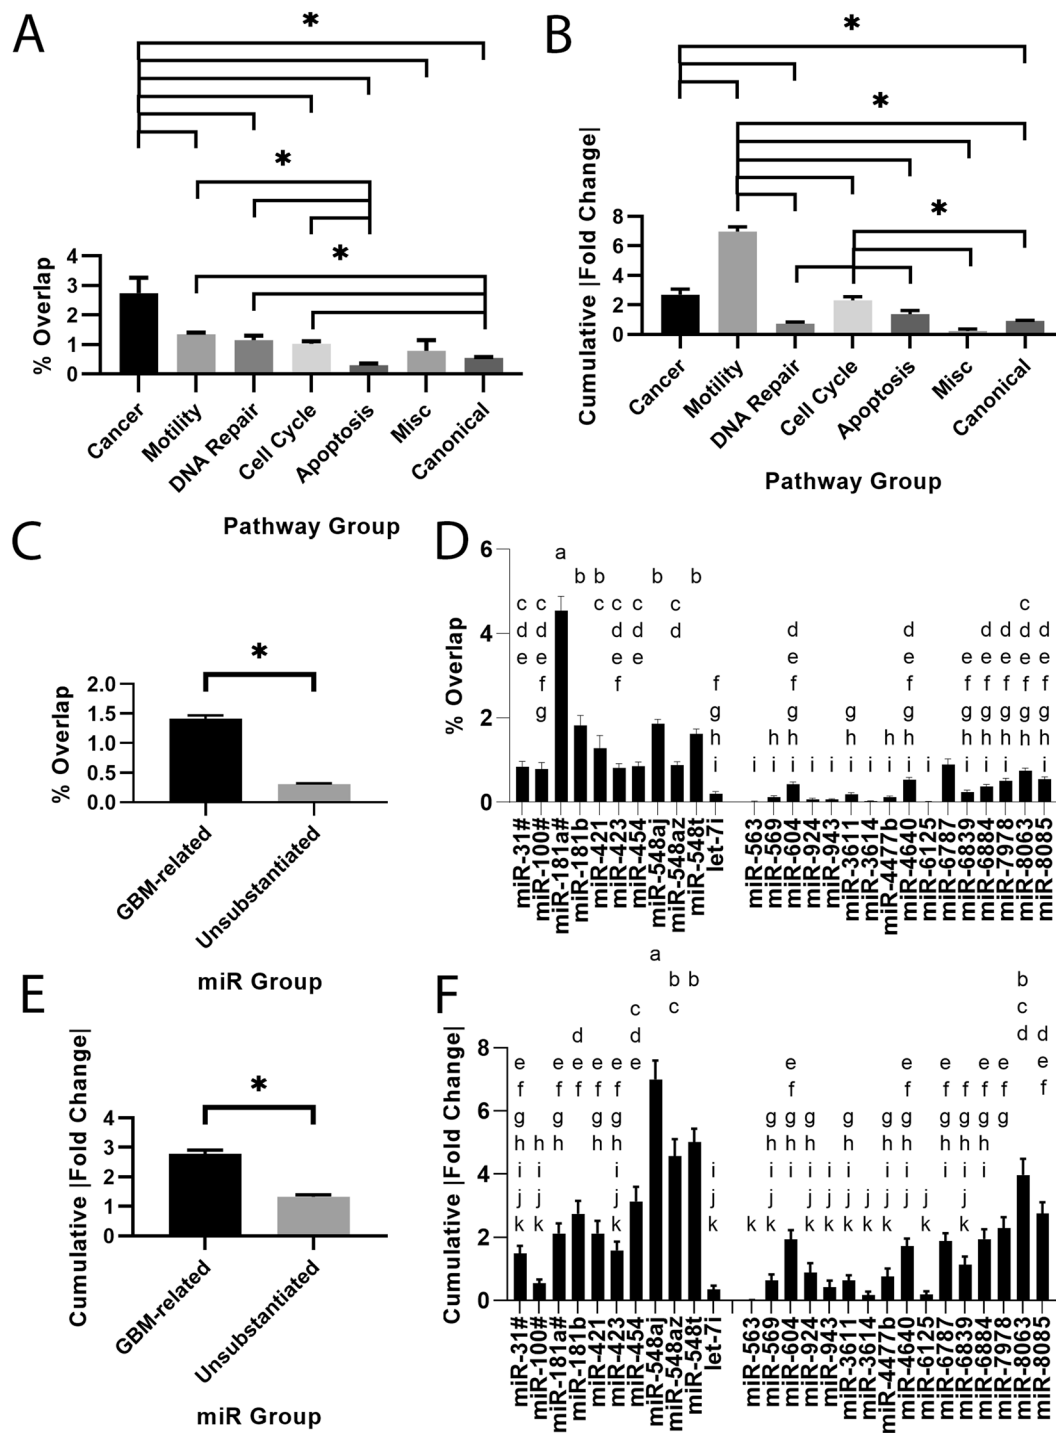 A
*
*
*
% Overlap
4
3
2
1
0
Cancer
Motility
DNA Repair
Cell Cycle
Apoptosis
Misc
Canonical
Pathway Group
B
*
*
*
Cumulative |Fold Change|
8
6
4
2
0
Cancer
Motility
DNA Repair
Cell Cycle
Apoptosis
Misc
Canonical
Pathway Group
C
*
% Overlap
2.0
1.5
1.0
0.5
0.0
GBM-related
Unsubstantiated
miR Group
D
% Overlap
6
4
2
0
a
b b b b
c c c c c c
d d d d d d d d d d
e e e e e e e e e e
f f f f f f f f f f
g g g g g g g g g g
h h h h h h h h h h
i i i i i i i i i i i i i i
miR-31#
miR-100#
miR-181a#
miR-181b
miR-421
miR-423
miR-454
miR-548aj
miR-548az
miR-548t
let-7i
miR-563
miR-569
miR-604
miR-924
miR-943
miR-3611
miR-3614
miR-4477b
miR-4640
miR-6125
miR-6787
miR-6839
miR-6884
miR-7978
miR-8063
miR-8085
E
*
Cumulative |Fold Change|
4
3
2
1
0
GBM-related
Unsubstantiated
miR Group
F
Cumulative |Fold Change|
8
6
4
2
0
a
b b b
c c c
d d d d
miR-31#
miR-100#
miR-181a#
miR-181b
miR-421
miR-423
miR-454
miR-548aj
miR-548az
miR-548t
let-7i
miR-563
miR-569
miR-604
miR-924
miR-943
miR-3611
miR-3614
miR-4477b
miR-4640
miR-6125
miR-6787
miR-6839
miR-6884
miR-7978
miR-8063
miR-8085